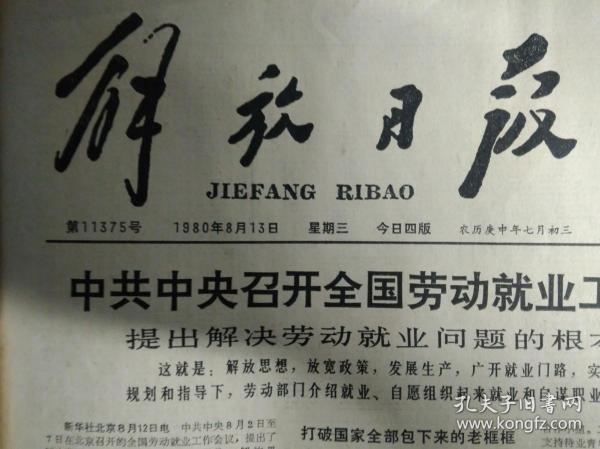 解放日报
JIEFANG RIBAO
第11375号 1980年8月13日 星期三 今日四版 农历庚申年七月初三
中共中央召开全国劳动就业工
提出解决劳动就业问题的根本
这就是：解放思想，放宽政策，发展生产，广开就业门路，实
规划和指导下，劳动部门介绍就业、自愿组织起来就业和自谋职业
新华社北京8月12日电 中共中央8月2日至
7日在北京召开的全国劳动就业工作会议，提出了
打破国家全部包下来的老框框
支持待业青
孔夫子旧书网